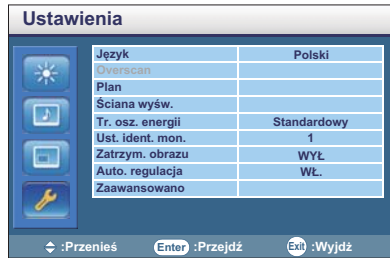 Ustawienia
Język Polski
Overscan
Plan
Ściana wyśw.
Tr. osz. energii Standardowy
Ust. ident. mon. 1
Zatrzym. obrazu WYŁ
Auto. regulacja WŁ.
Zaawansowano
:Przenieś Enter :Przejdź Exit :Wyjdż